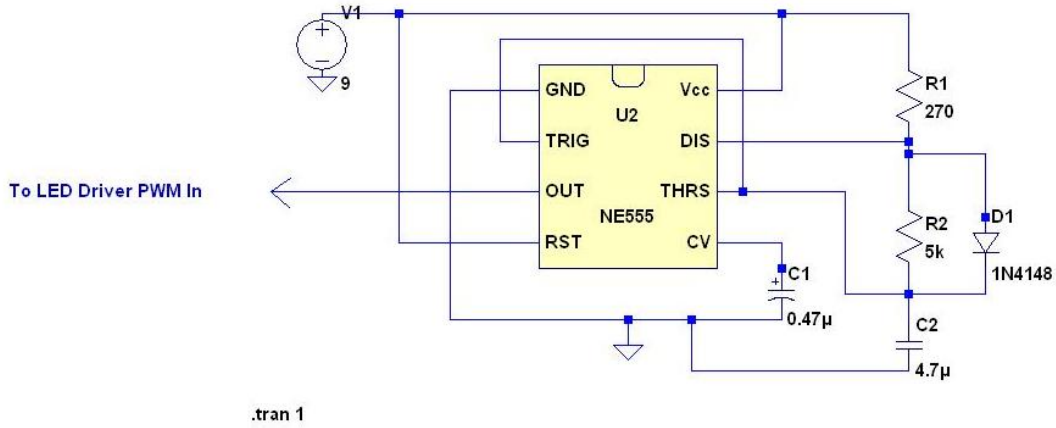 V1
9
GND
Vcc
R1
270
U2
TRIG
DIS
To LED Driver PWM In
OUT
THRS
NE555
R2
5k
D1
1N4148
RST
CV
+
C1
0.47µ
C2
4.7µ
.tran 1